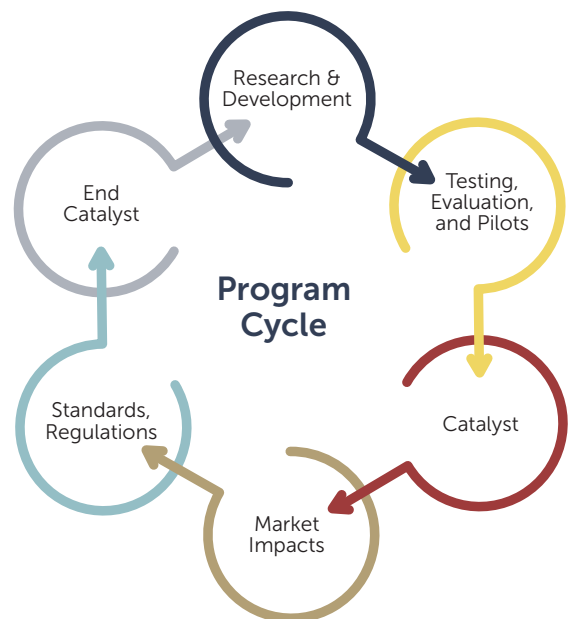 Research &
Development
Testing,
Evaluation,
and Pilots
Catalyst
Market
Impacts
Standards,
Regulations
End
Catalyst
Program
Cycle